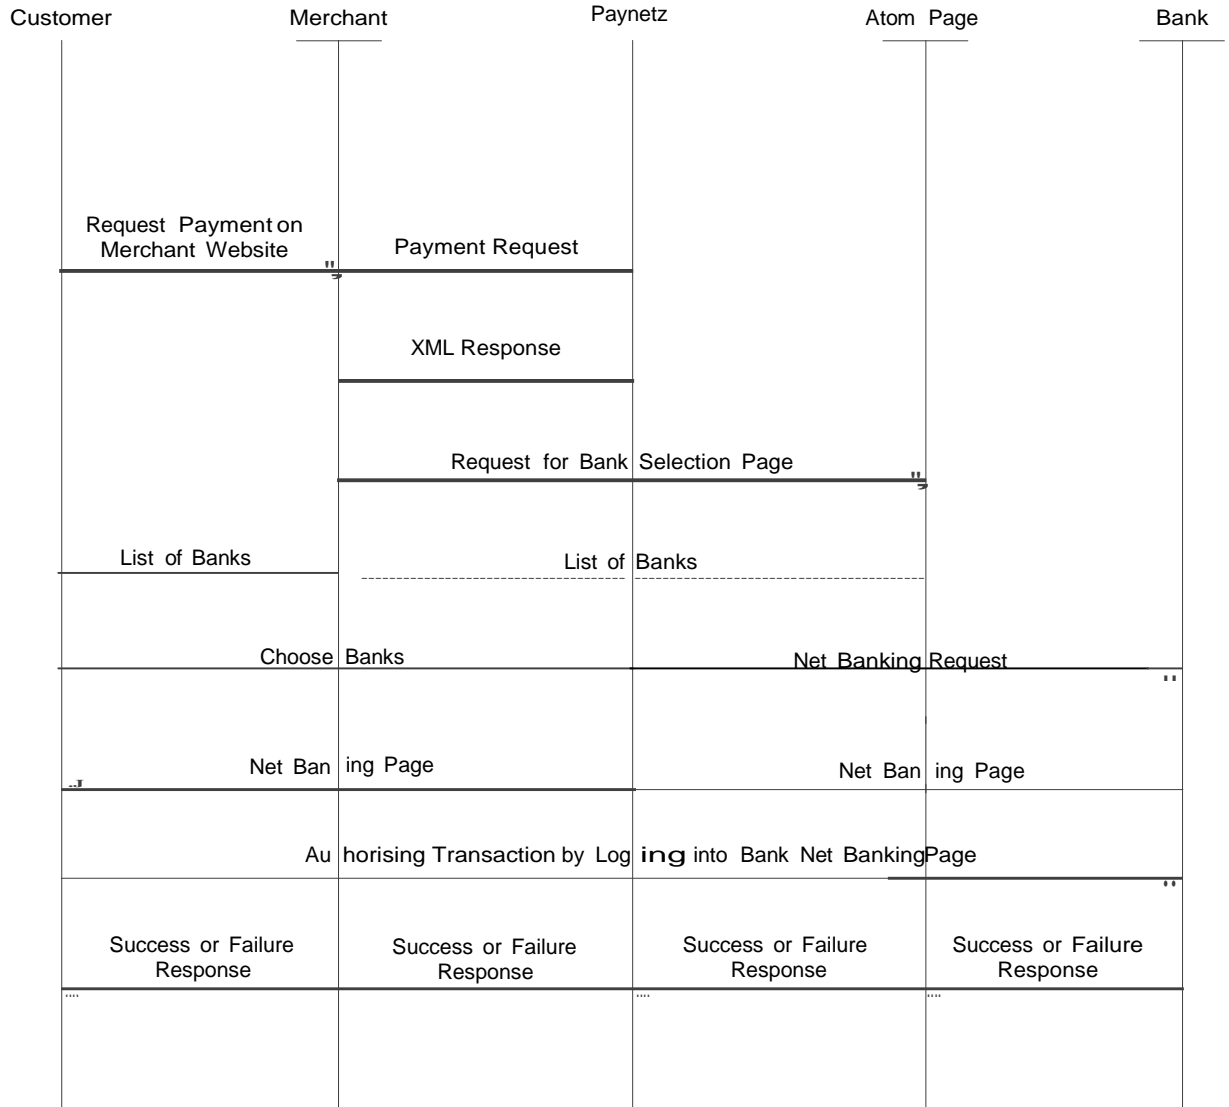 Customer
Merchant
Paynetz
Atom Page
Bank
Request Payment on
Merchant Website
Payment Request
XML Response
Request for Bank Selection Page
List of Banks
List of Banks
Choose Banks
Net Banking Request
Net Ban ing Page
Net Ban ing Page
Au horising Transaction by Log ing into Bank Net BankingPage
Success or Failure
Response
Success or Failure
Response
Success or Failure
Response
Success or Failure
Response